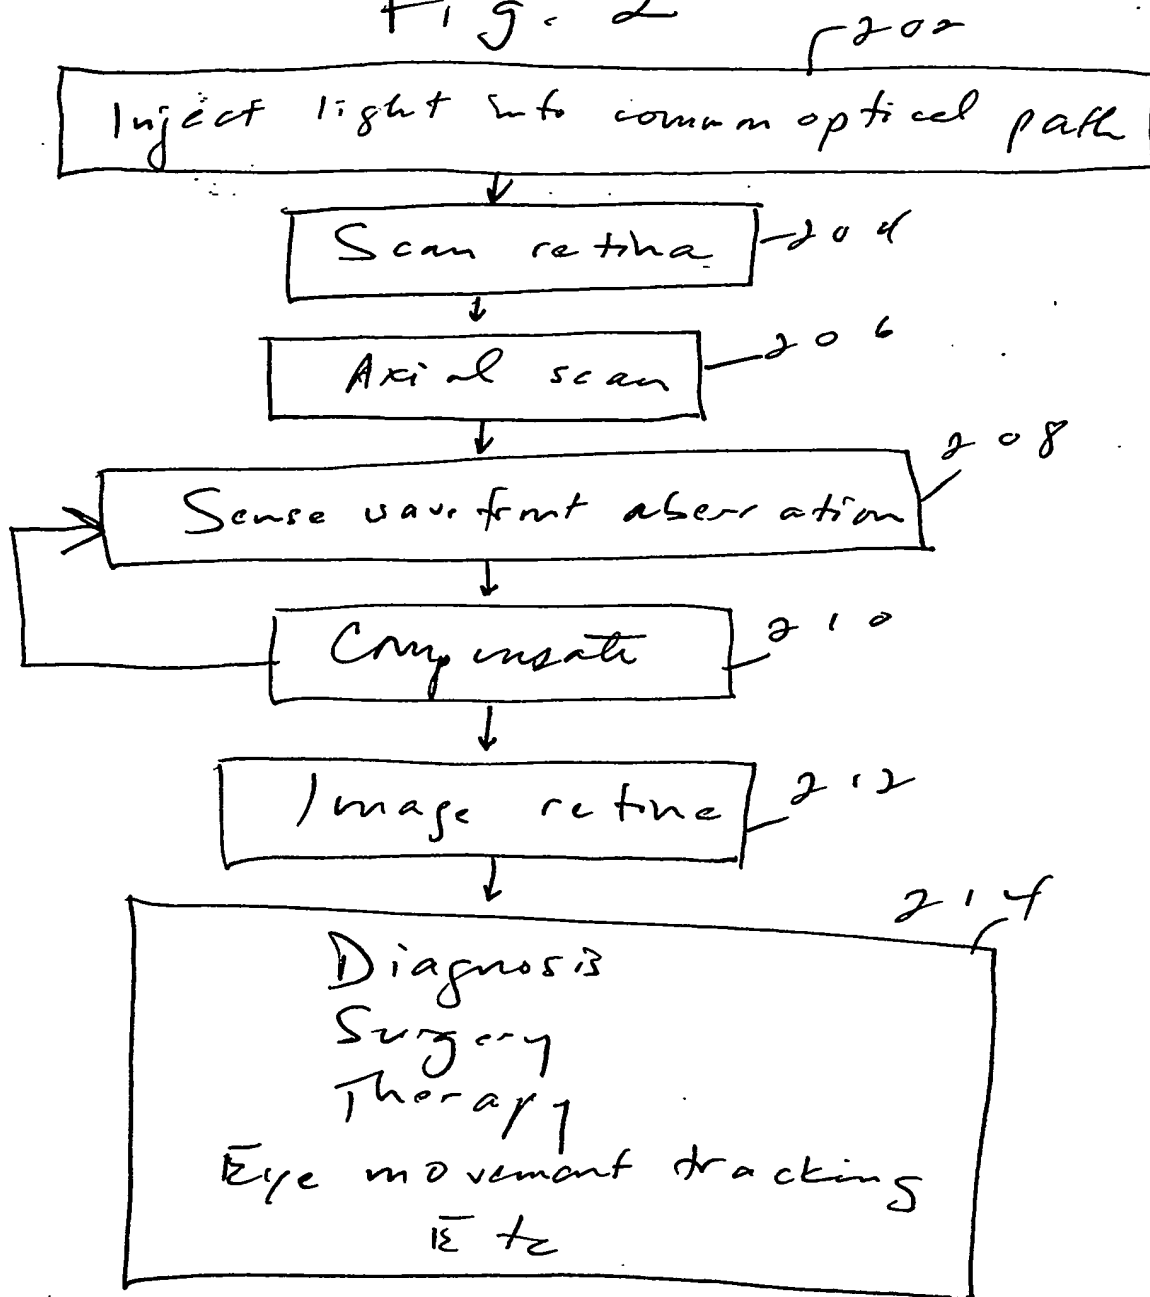 Fig. 2
202
Inject light into common optical path
Scan retina
204
Axial scan
206
208
Sense wavefront aberration
Compensate
210
Image retina
212
214
Diagnosis
Surgery
Therapy
Eye movement tracking
Etc